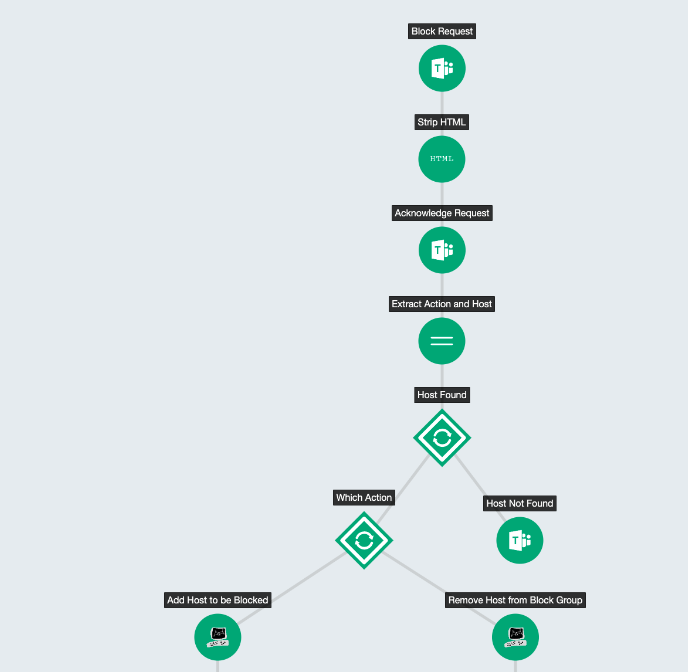 Block Request
T
Strip HTML
HTML
Acknowledge Request
T
Extract Action and Host
Host Found
Which Action
Host Not Found
T
Add Host to be Blocked
Remove Host from Block Group